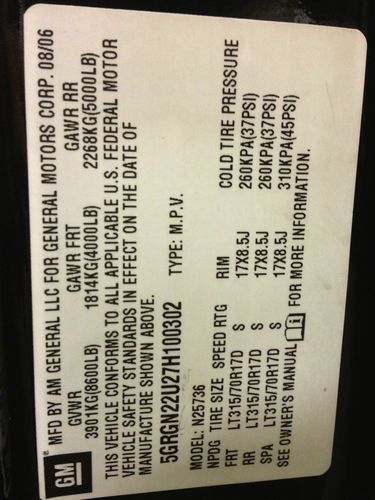 GM
MFD BY AM GENERAL LLC FOR GENERAL MOTORS CORP. 08/06
GVWR GAWR FRT GAWR RR
3901KG(8600LB) 1814KG(4000LB) 2268KG(5000LB)
THIS VEHICLE CONFORMS TO ALL APPLICABLE U.S. FEDERAL MOTOR
VEHICLE SAFETY STANDARDS IN EFFECT ON THE DATE OF
MANUFACTURE SHOWN ABOVE.
5GRGN22U27H100302 TYPE: M.P.V.
MODEL: N25736
NPDG TIRE SIZE SPEED RTG RIM COLD TIRE PRESSURE
FRT LT315/70R17D S 17X8.5J 260KPA(37PSI)
RR LT315/70R17D S 17X8.5J 260KPA(37PSI)
SPA LT315/70R17D S 17X8.5J 310KPA(45PSI)
SEE OWNER'S MANUAL i FOR MORE INFORMATION.